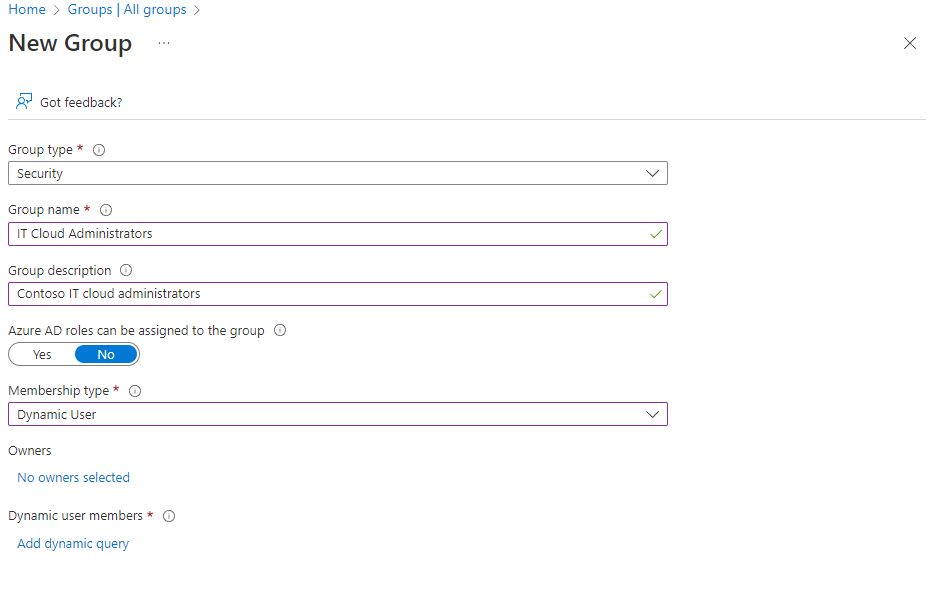 Home > Groups | All groups >
New Group ...
Got feedback?
Group type *
Security
Group name *
IT Cloud Administrators
Group description
Contoso IT cloud administrators
Azure AD roles can be assigned to the group
Yes No
Membership type *
Dynamic User
Owners
No owners selected
Dynamic user members *
Add dynamic query